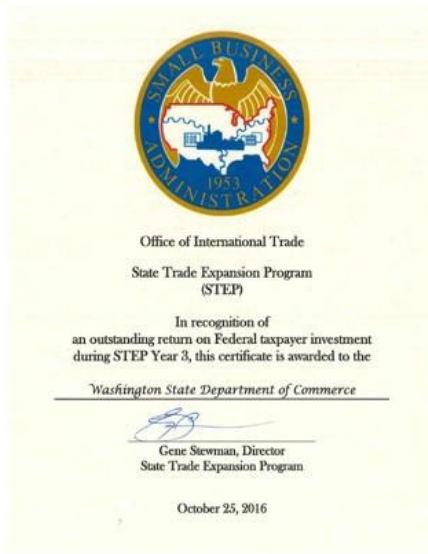 SMALL BUSINESS
ADMINISTRATION
1953
Office of International Trade
State Trade Expansion Program
(STEP)
In recognition of
an outstanding return on Federal taxpayer investment
during STEP Year 3, this certificate is awarded to the
Washington State Department of Commerce
Gene Stewman, Director
State Trade Expansion Program
October 25, 2016